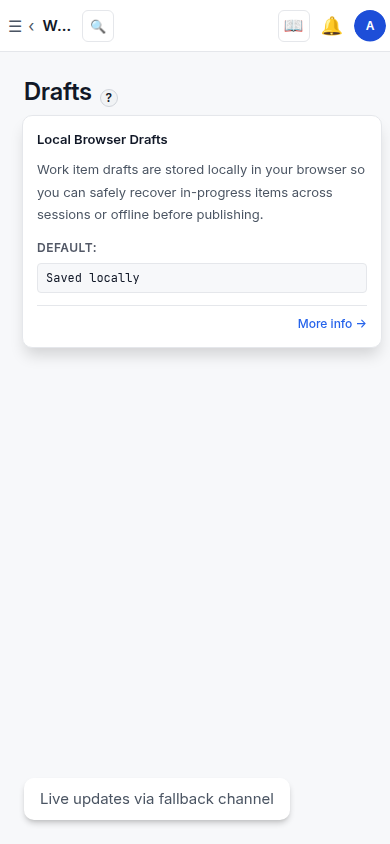 W...
A
Drafts ?
Local Browser Drafts
Work item drafts are stored locally in your browser so
you can safely recover in-progress items across
sessions or offline before publishing.
DEFAULT:
Saved locally
More info →
Live updates via fallback channel